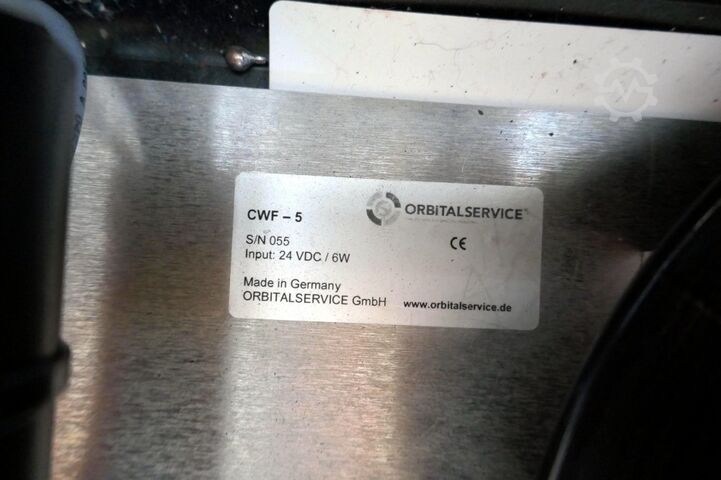 CWF – 5
ORBITALSERVICE
S/N 055
Input: 24 VDC / 6W
CE
Made in Germany
ORBITALSERVICE GmbH
www.orbitalservice.de